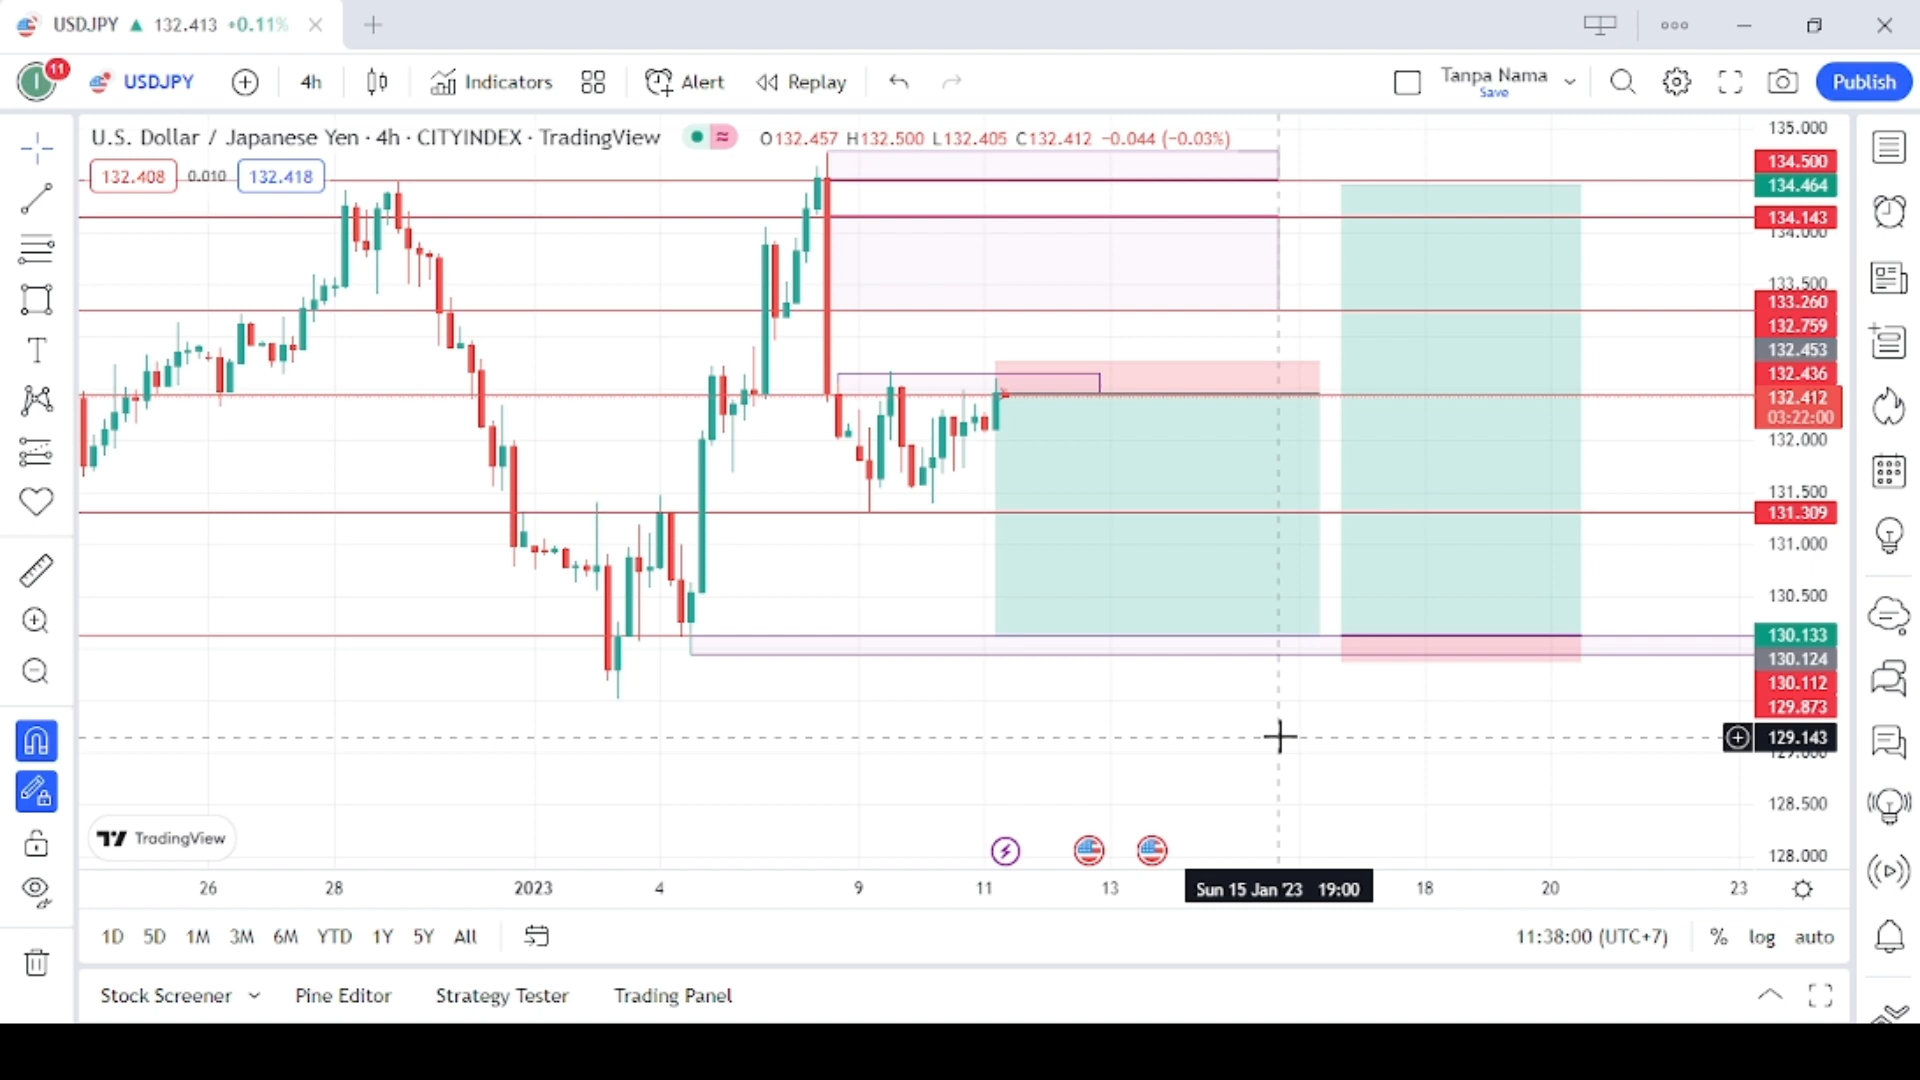 USDJPY ▲ 132.413 +0.11%
11
I
USDJPY
4h
Indicators
Alert
Replay
Tanpa Nama
Save
Publish
U.S. Dollar / Japanese Yen · 4h · CITYINDEX · TradingView
O132.457 H132.500 L132.405 C132.412 −0.044 (−0.03%)
132.408 0.010 132.418
T
135.000
134.500
134.464
134.143
134.000
133.500
133.260
132.759
132.453
132.436
132.412
03:22:00
132.000
131.500
131.309
131.000
130.500
130.133
130.124
130.112
129.873
129.143
129.000
128.500
128.000
TradingView
26 28 2023 4 9 11 13 Sun 15 Jan '23 19:00 18 20 23
1D 5D 1M 3M 6M YTD 1Y 5Y All
11:38:00 (UTC+7) % log auto
Stock Screener Pine Editor Strategy Tester Trading Panel